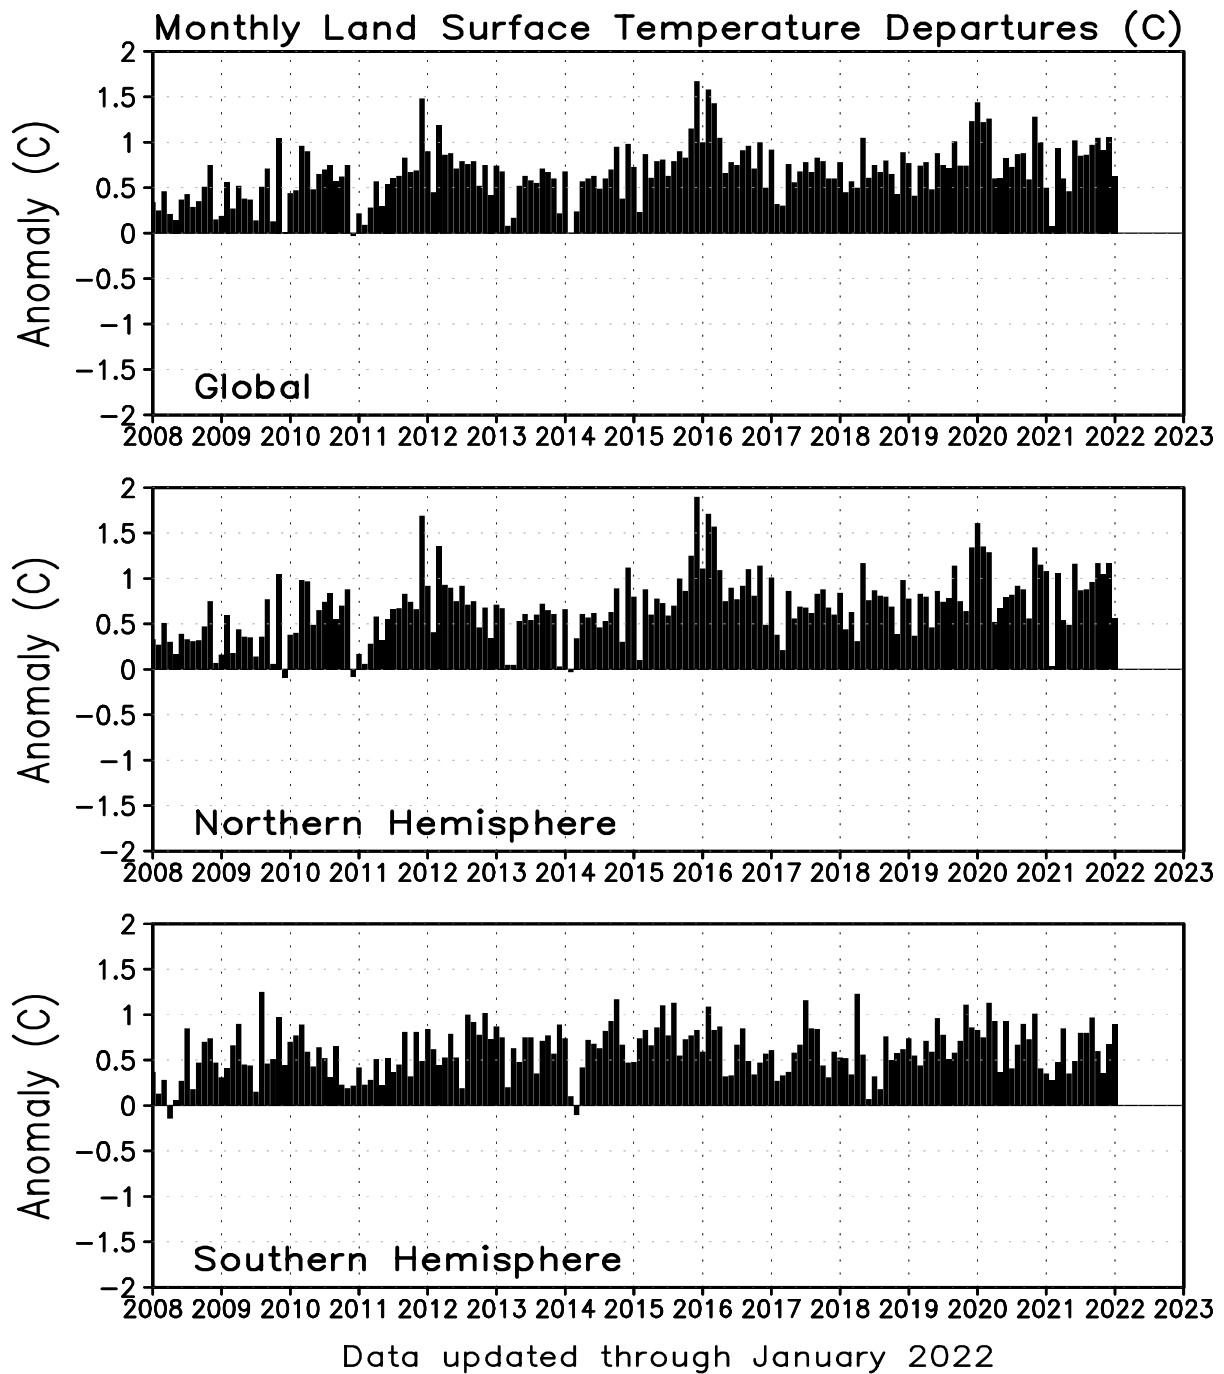 Monthly Land Surface Temperature Departures (C)
Anomaly (C)
2
1.5
1
0.5
0
−0.5
−1
−1.5
−2
Global
2008 2009 2010 2011 2012 2013 2014 2015 2016 2017 2018 2019 2020 2021 2022 2023
Anomaly (C)
2
1.5
1
0.5
0
−0.5
−1
−1.5
−2
Northern Hemisphere
2008 2009 2010 2011 2012 2013 2014 2015 2016 2017 2018 2019 2020 2021 2022 2023
Anomaly (C)
2
1.5
1
0.5
0
−0.5
−1
−1.5
−2
Southern Hemisphere
2008 2009 2010 2011 2012 2013 2014 2015 2016 2017 2018 2019 2020 2021 2022 2023
Data updated through January 2022